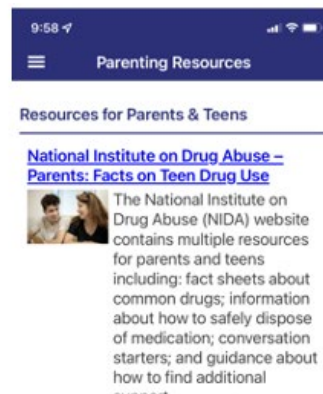 9:58
Parenting Resources
Resources for Parents & Teens
National Institute on Drug Abuse –
Parents: Facts on Teen Drug Use
The National Institute on
Drug Abuse (NIDA) website
contains multiple resources
for parents and teens
including: fact sheets about
common drugs; information
about how to safely dispose
of medication; conversation
starters; and guidance about
how to find additional